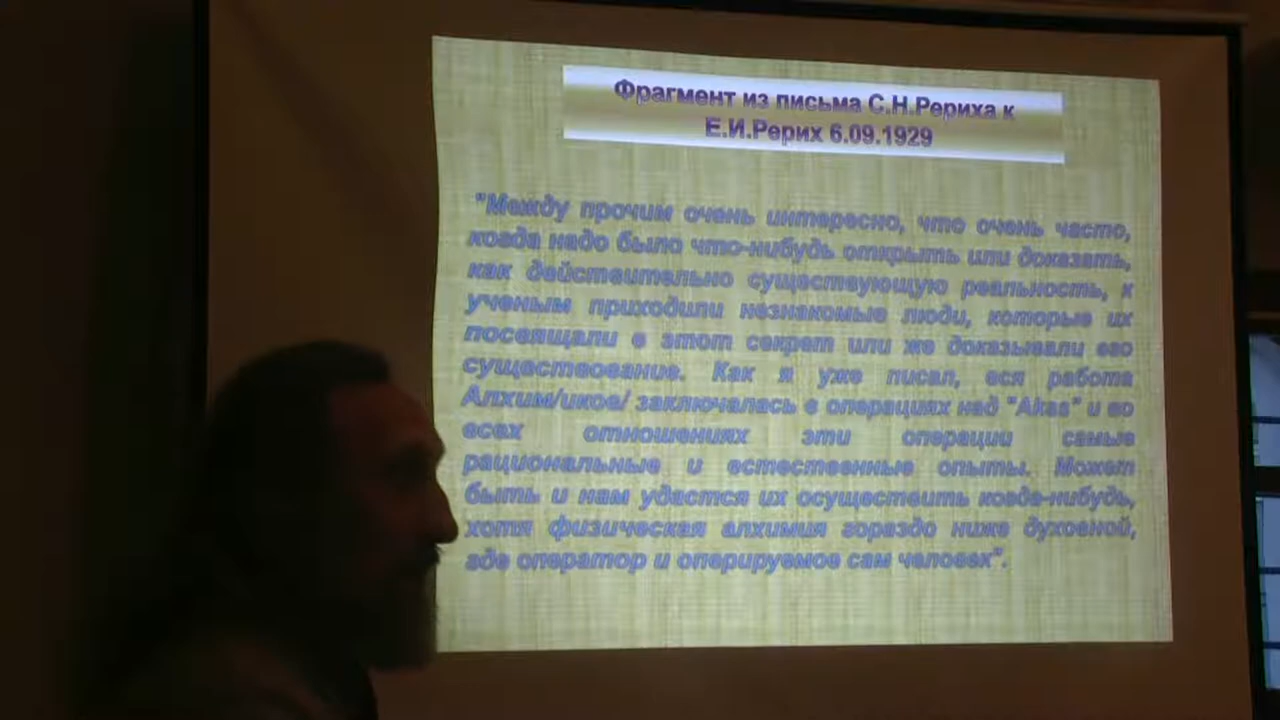 Фрагмент из письма С.Н.Рериха к
Е.И.Рерих 6.09.1929
"Между прочим очень интересно, что очень часто,
когда надо было что-нибудь открыть или доказать,
как действительно существующую реальность, к
ученым приходили незнакомые люди, которые их
посвящали в этот секрет или же доказывали его
существование. Как я уже писал, вся работа
Алхим/иков/ заключалась в операциях над "Akas" и во
всех отношениях эти операции самые
рациональные и естественные опыты. Может
быть и нам удастся их осуществить когда-нибудь,
хотя физическая алхимия гораздо ниже духовной,
где оператор и оперируемое сам человек".